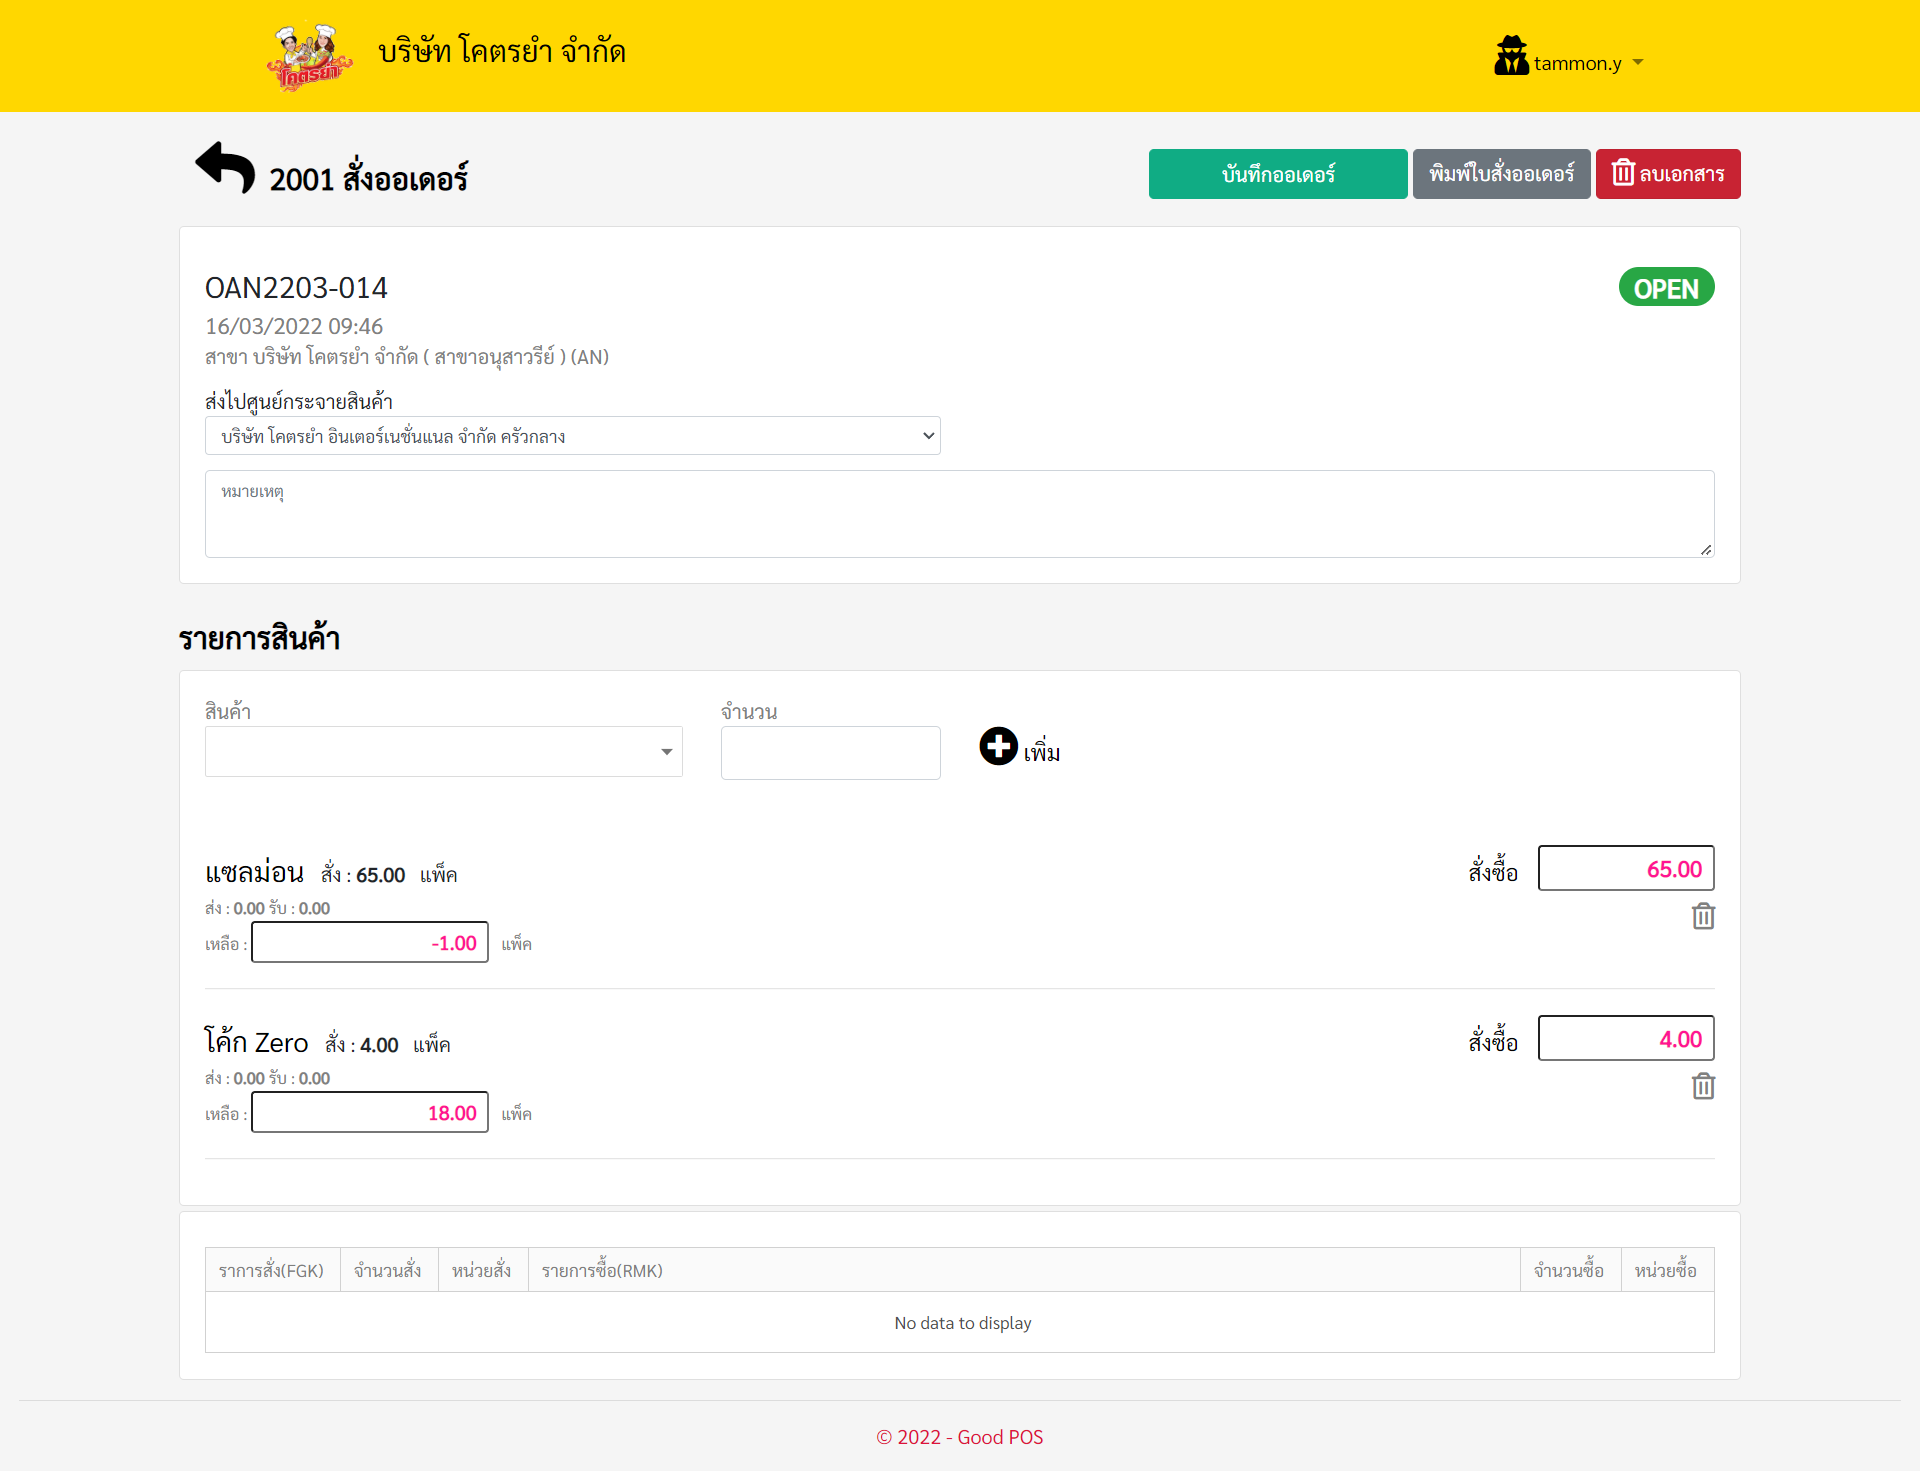 โคตรยำ
บริษัท โคตรยำ จำกัด
tammon.y
2001 สั่งออเดอร์
บันทึกออเดอร์
พิมพ์ใบสั่งออเดอร์
ลบเอกสาร
OAN2203-014
OPEN
16/03/2022 09:46
สาขา บริษัท โคตรยำ จำกัด ( สาขาอนุสาวรีย์ ) (AN)
ส่งไปศูนย์กระจายสินค้า
บริษัท โคตรยำ อินเตอร์เนชั่นแนล จำกัด ครัวกลาง
หมายเหตุ
รายการสินค้า
สินค้า
จำนวน
เพิ่ม
แซลม่อน สั่ง : 65.00 แพ็ค
สั่งซื้อ 65.00
ส่ง : 0.00 รับ : 0.00
เหลือ : -1.00 แพ็ค
โค้ก Zero สั่ง : 4.00 แพ็ค
สั่งซื้อ 4.00
ส่ง : 0.00 รับ : 0.00
เหลือ : 18.00 แพ็ค
ราการสั่ง(FGK) จำนวนสั่ง หน่วยสั่ง รายการซื้อ(RMK) จำนวนซื้อ หน่วยซื้อ
No data to display
© 2022 - Good POS